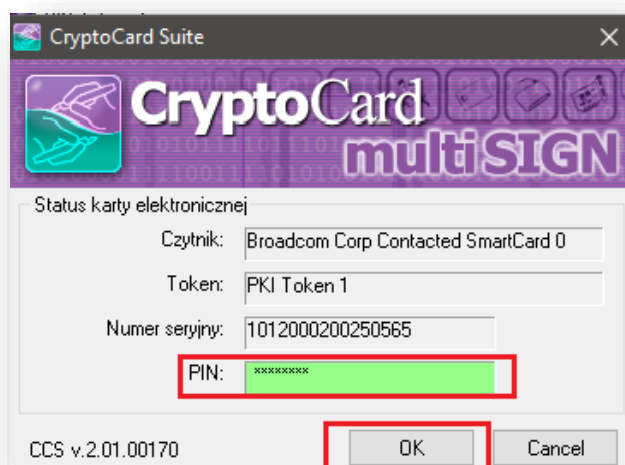 CryptoCard Suite
CryptoCard
multiSIGN
Status karty elektronicznej
Czytnik: Broadcom Corp Contacted SmartCard 0
Token: PKI Token 1
Numer seryjny: 1012000200250565
PIN: ********
CCS v.2.01.00170 OK Cancel